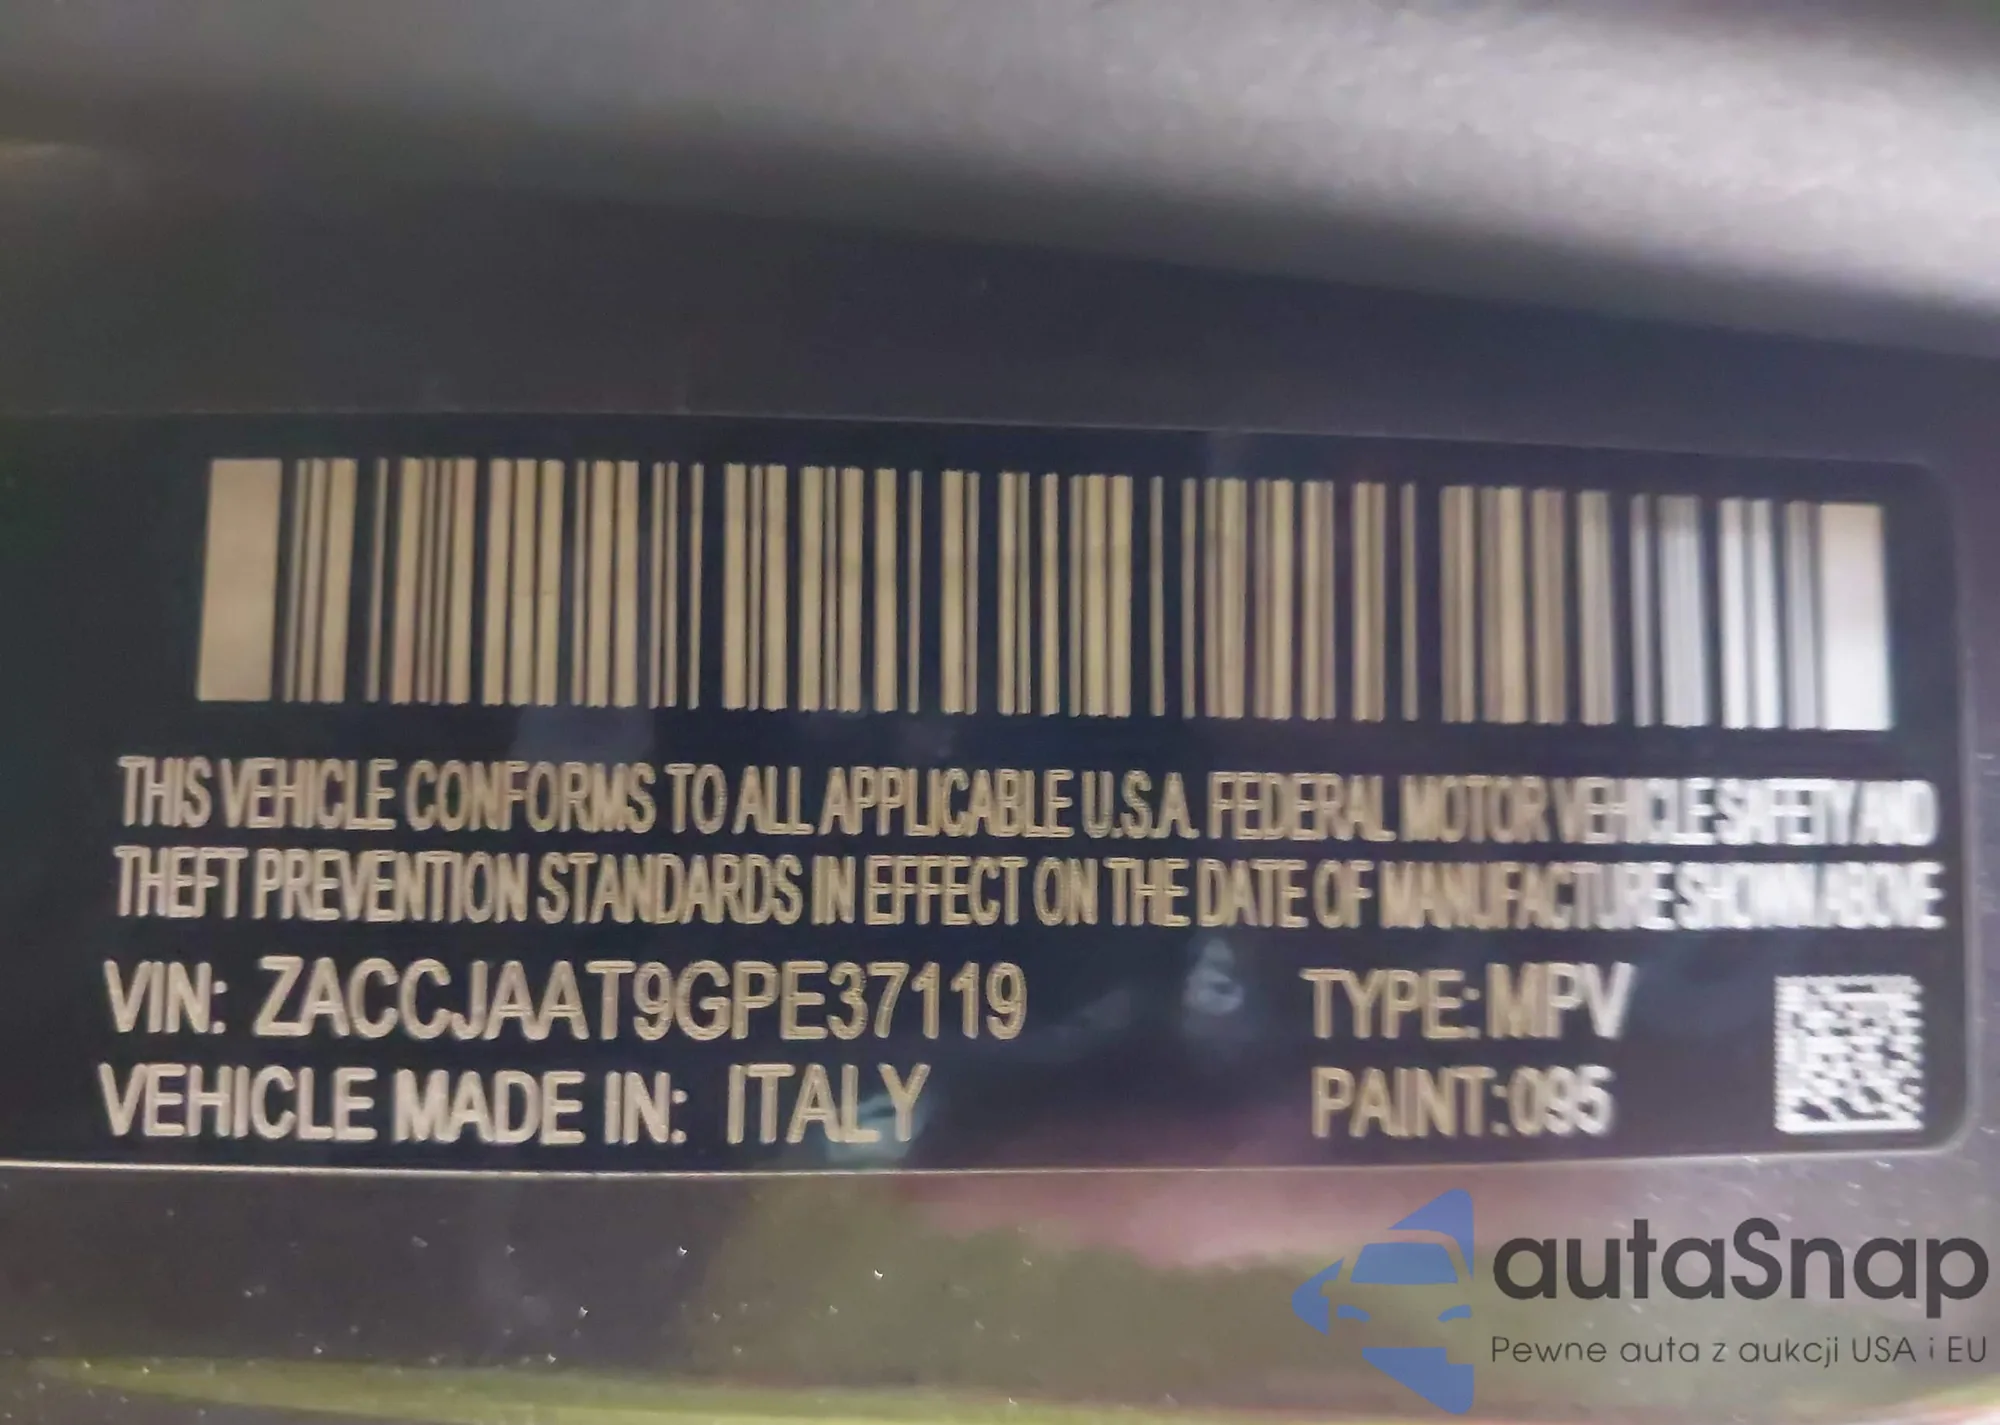 THIS VEHICLE CONFORMS TO ALL APPLICABLE U.S.A. FEDERAL MOTOR VEHICLE SAFETY AND
THEFT PREVENTION STANDARDS IN EFFECT ON THE DATE OF MANUFACTURE SHOWN ABOVE
VIN: ZACCJAAT9GPE37119 TYPE: MPV
VEHICLE MADE IN: ITALY PAINT:095
autaSnap
Pewne auta z aukcji USA i EU